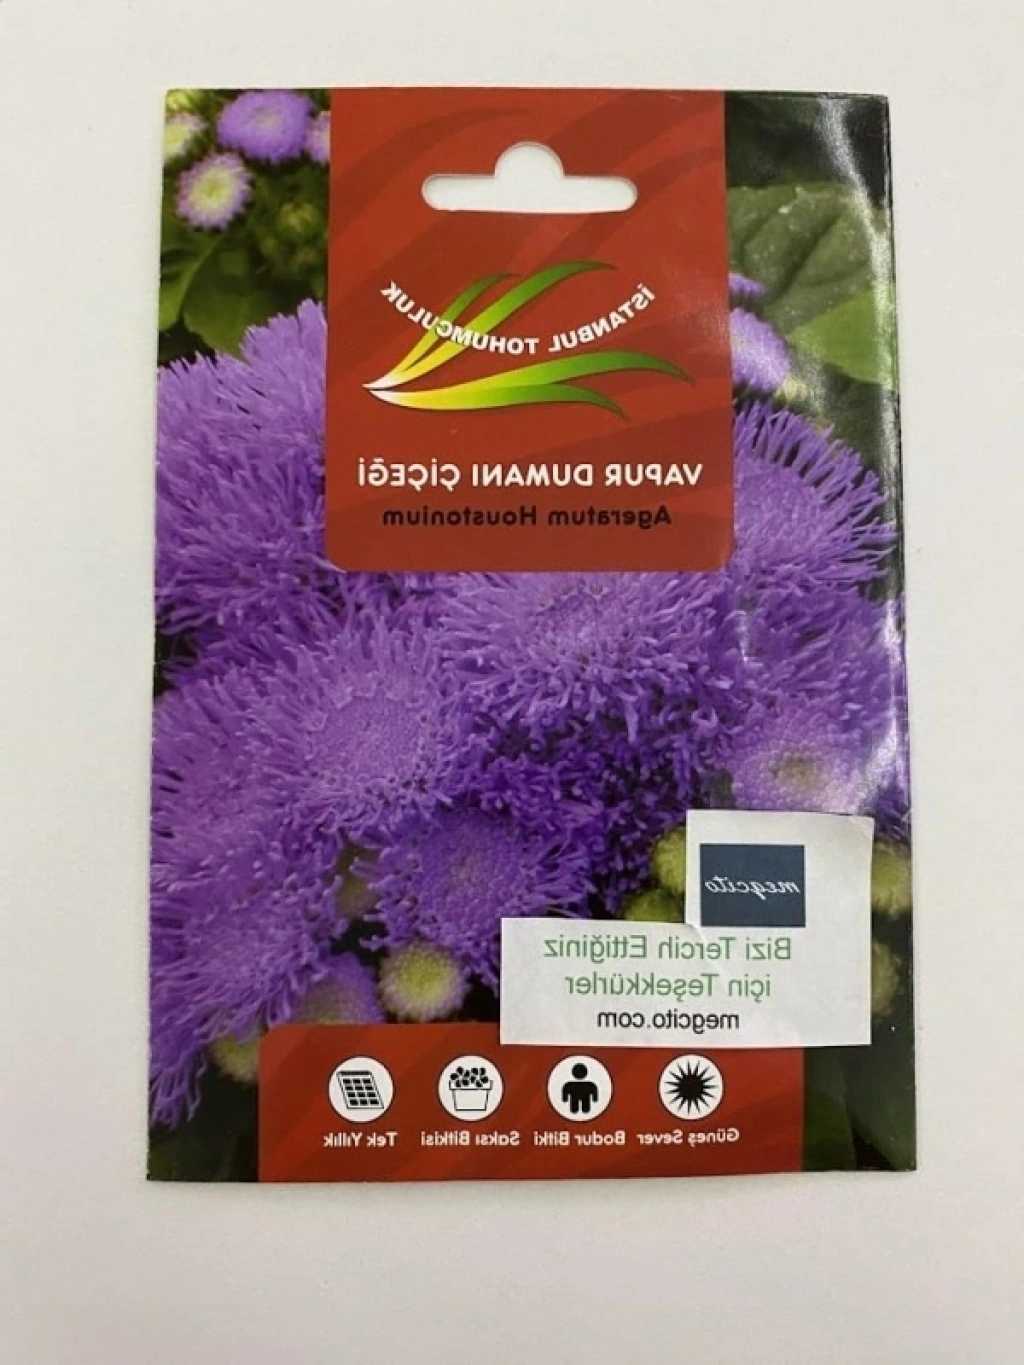 İSTANBUL TOHUMCULUK
VAPUR DUMANI ÇİÇEĞİ
Ageratum Houstonium
megcito
Bizi Tercih Ettiğiniz
için Teşekkürler
megcito.com
Güneş Sever
Bodur Bitki
Saksı Bitkisi
Tek Yıllık